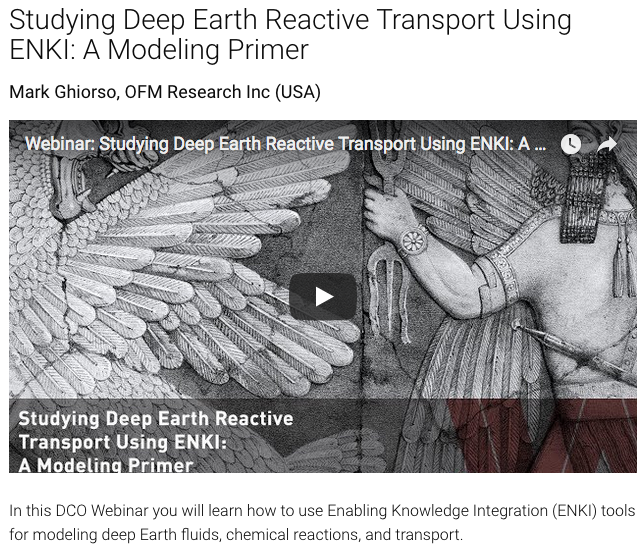 Studying Deep Earth Reactive Transport Using
ENKI: A Modeling Primer
Mark Ghiorso, OFM Research Inc (USA)
Webinar: Studying Deep Earth Reactive Transport Using ENKI: A ...
Studying Deep Earth Reactive
Transport Using ENKI:
A Modeling Primer
In this DCO Webinar you will learn how to use Enabling Knowledge Integration (ENKI) tools
for modeling deep Earth fluids, chemical reactions, and transport.